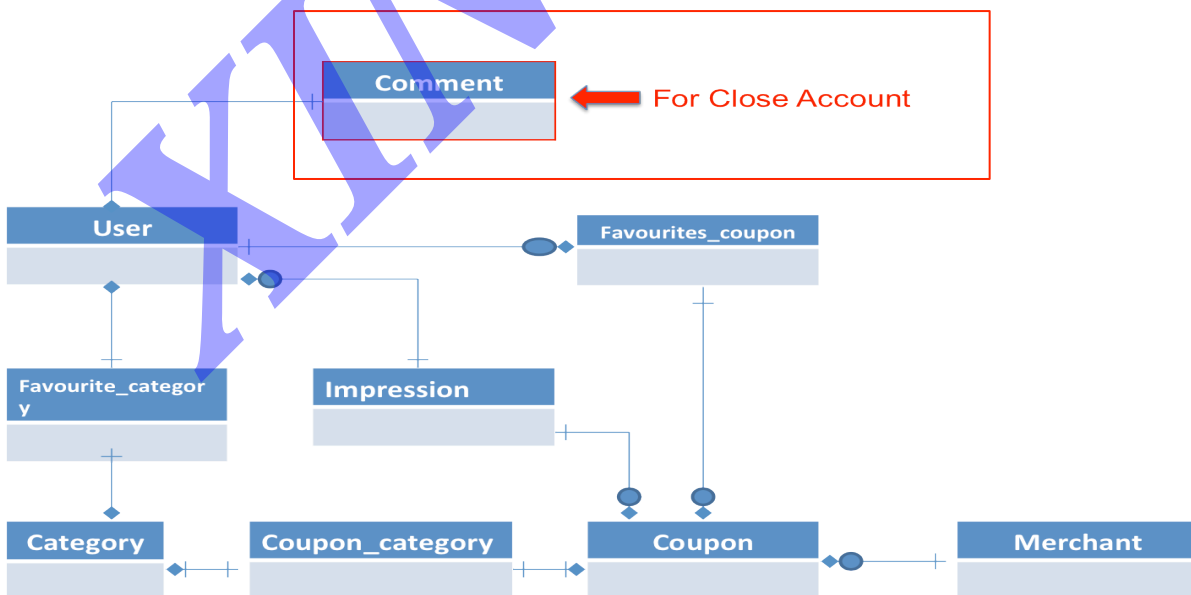 Comment
For Close Account
User
Favourites_coupon
Favourite_categor
y
Impression
Category
Coupon_category
Coupon
Merchant